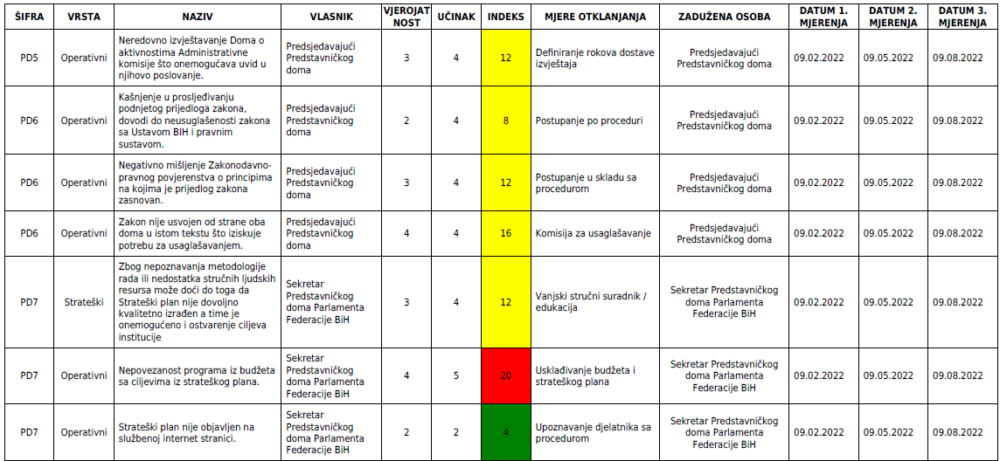 ŠIFRA VRSTA NAZIV VLASNIK VJEROJAT NOST UČINAK INDEKS MJERE OTKLANJANJA ZADUŽENA OSOBA DATUM 1. MJERENJA DATUM 2. MJERENJA DATUM 3. MJERENJA
PD5
Operativni
Neredovno izvještavanje Doma o
aktivnostima Administrativne
komisije što onemogućava uvid u
njihovo poslovanje.
Predsjedavajući
Predstavničkog
doma
3
4
12
Definiranje rokova dostave
izvještaja
Predsjedavajući
Predstavničkog doma
09.02.2022
09.05.2022
09.08.2022
PD6
Operativni
Kašnjenje u prosljeđivanju
podnjetog prijedloga zakona,
dovodi do neusuglašenosti zakona
sa Ustavom BIH i pravnim
sustavom.
Predsjedavajući
Predstavničkog
doma
2
4
8
Postupanje po proceduri
Predsjedavajući
Predstavničkog doma
09.02.2022
09.05.2022
09.08.2022
PD6
Operativni
Negativno mišljenje Zakonodavno-
pravnog povjerenstva o principima
na kojima je prijedlog zakona
zasnovan.
Predsjedavajući
Predstavničkog
doma
3
4
12
Postupanje u skladu sa
procedurom
Predsjedavajući
Predstavničkog doma
09.02.2022
09.05.2022
09.08.2022
PD6
Operativni
Zakon nije usvojen od strane oba
doma u istom tekstu što iziskuje
potrebu za usaglašavanjem.
Predsjedavajući
Predstavničkog
doma
4
4
16
Komisija za usaglašavanje
Predsjedavajući
Predstavničkog doma
09.02.2022
09.05.2022
09.08.2022
PD7
Strateški
Zbog nepoznavanja metodologije
rada ili nedostatka stručnih ljudskih
resursa može doći do toga da
Strateški plan nije dovoljno
kvalitetno izrađen a time je
onemogućeno i ostvarenje ciljeva
institucije
Sekretar
Predstavničkog
doma Parlamenta
Federacije BiH
3
4
12
Vanjski stručni suradnik /
edukacija
Sekretar Predstavničkog
doma Parlamenta
Federacije BiH
09.02.2022
09.05.2022
09.08.2022
PD7
Operativni
Nepovezanost programa iz budžeta
sa ciljevima iz strateškog plana.
Sekretar
Predstavničkog
doma Parlamenta
Federacije BiH
4
5
20
Usklađivanje budžeta i
strateškog plana
Sekretar Predstavničkog
doma Parlamenta
Federacije BiH
09.02.2022
09.05.2022
09.08.2022
PD7
Operativni
Strateški plan nije objavljen na
službenoj internet stranici.
Sekretar
Predstavničkog
doma Parlamenta
Federacije BiH
2
2
4
Upoznavanje djelatnika sa
procedurom
Sekretar Predstavničkog
doma Parlamenta
Federacije BiH
09.02.2022
09.05.2022
09.08.2022